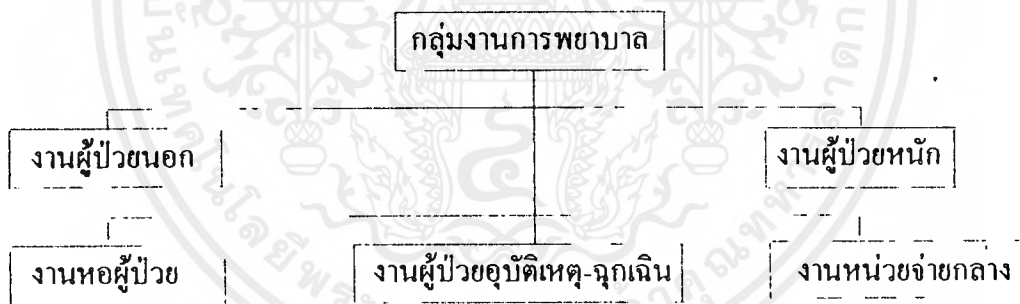 กลุ่มงานการพยาบาล
งานผู้ป่วยนอก
งานผู้ป่วยหนัก
งานหอผู้ป่วย
งานผู้ป่วยอุบัติเหตุ-ฉุกเฉิน
งานหน่วยจ่ายกลาง